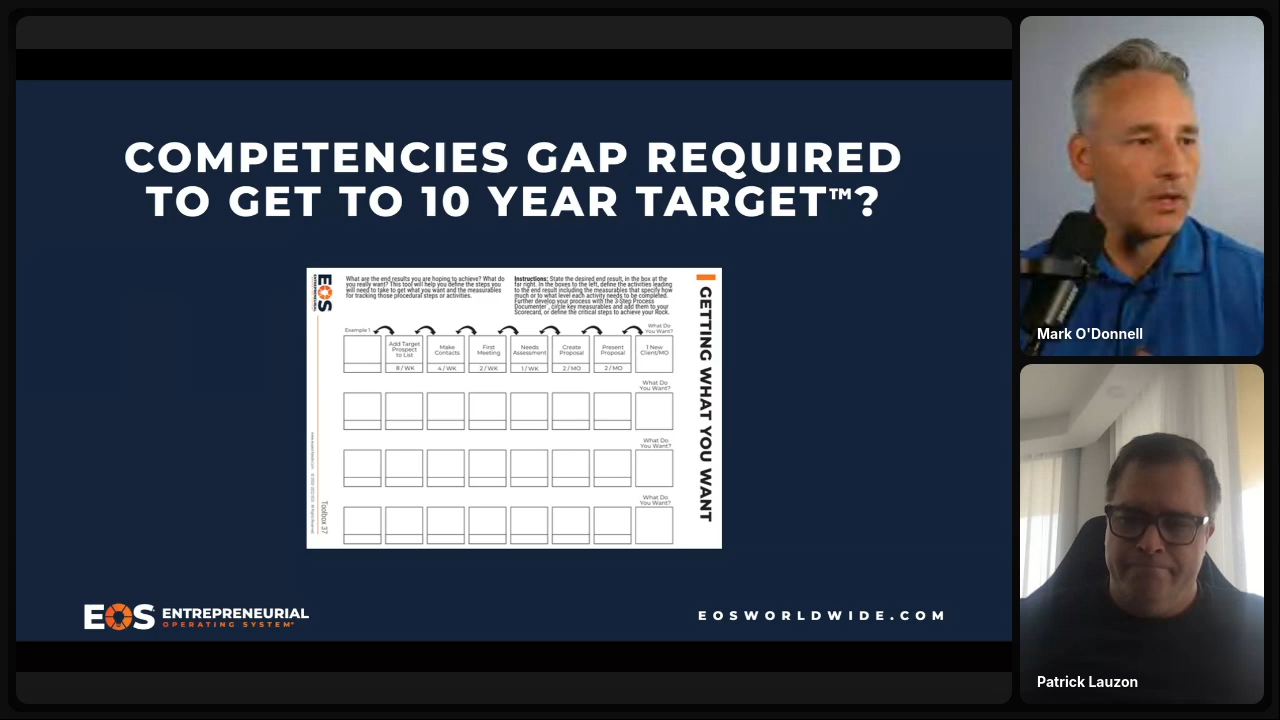 COMPETENCIES GAP REQUIRED
TO GET TO 10 YEAR TARGET™?
EOS
What are the end results you are hoping to achieve? What do
you really want? This tool will help you define the steps you
will need to take to get what you want and the measurables
for tracking those procedural steps or activities.
Instructions: State the desired end result, in the box at the
far right. In the boxes to the left, define the activities leading
to the end result including the measurables that specify how
much or to what level each activity needs to be completed.
Further develop your process with the 3-Step Process
Documenter, circle key measurables and add them to your
Scorecard, or define the critical steps to achieve your Rock.
GETTING WHAT YOU WANT
Example 1
What Do
You Want?
Add Target
Prospect
to List
Make
Contacts
First
Meeting
Needs
Assessment
Create
Proposal
Present
Proposal
1 New
Client/MO
8 / WK
4 / WK
2 / WK
1 / WK
2 / MO
2 / MO
What Do
You Want?
What Do
You Want?
What Do
You Want?
Toolbox 37
EOS ENTREPRENEURIAL
OPERATING SYSTEM®
EOSWORLDWIDE.COM
Mark O'Donnell
Patrick Lauzon